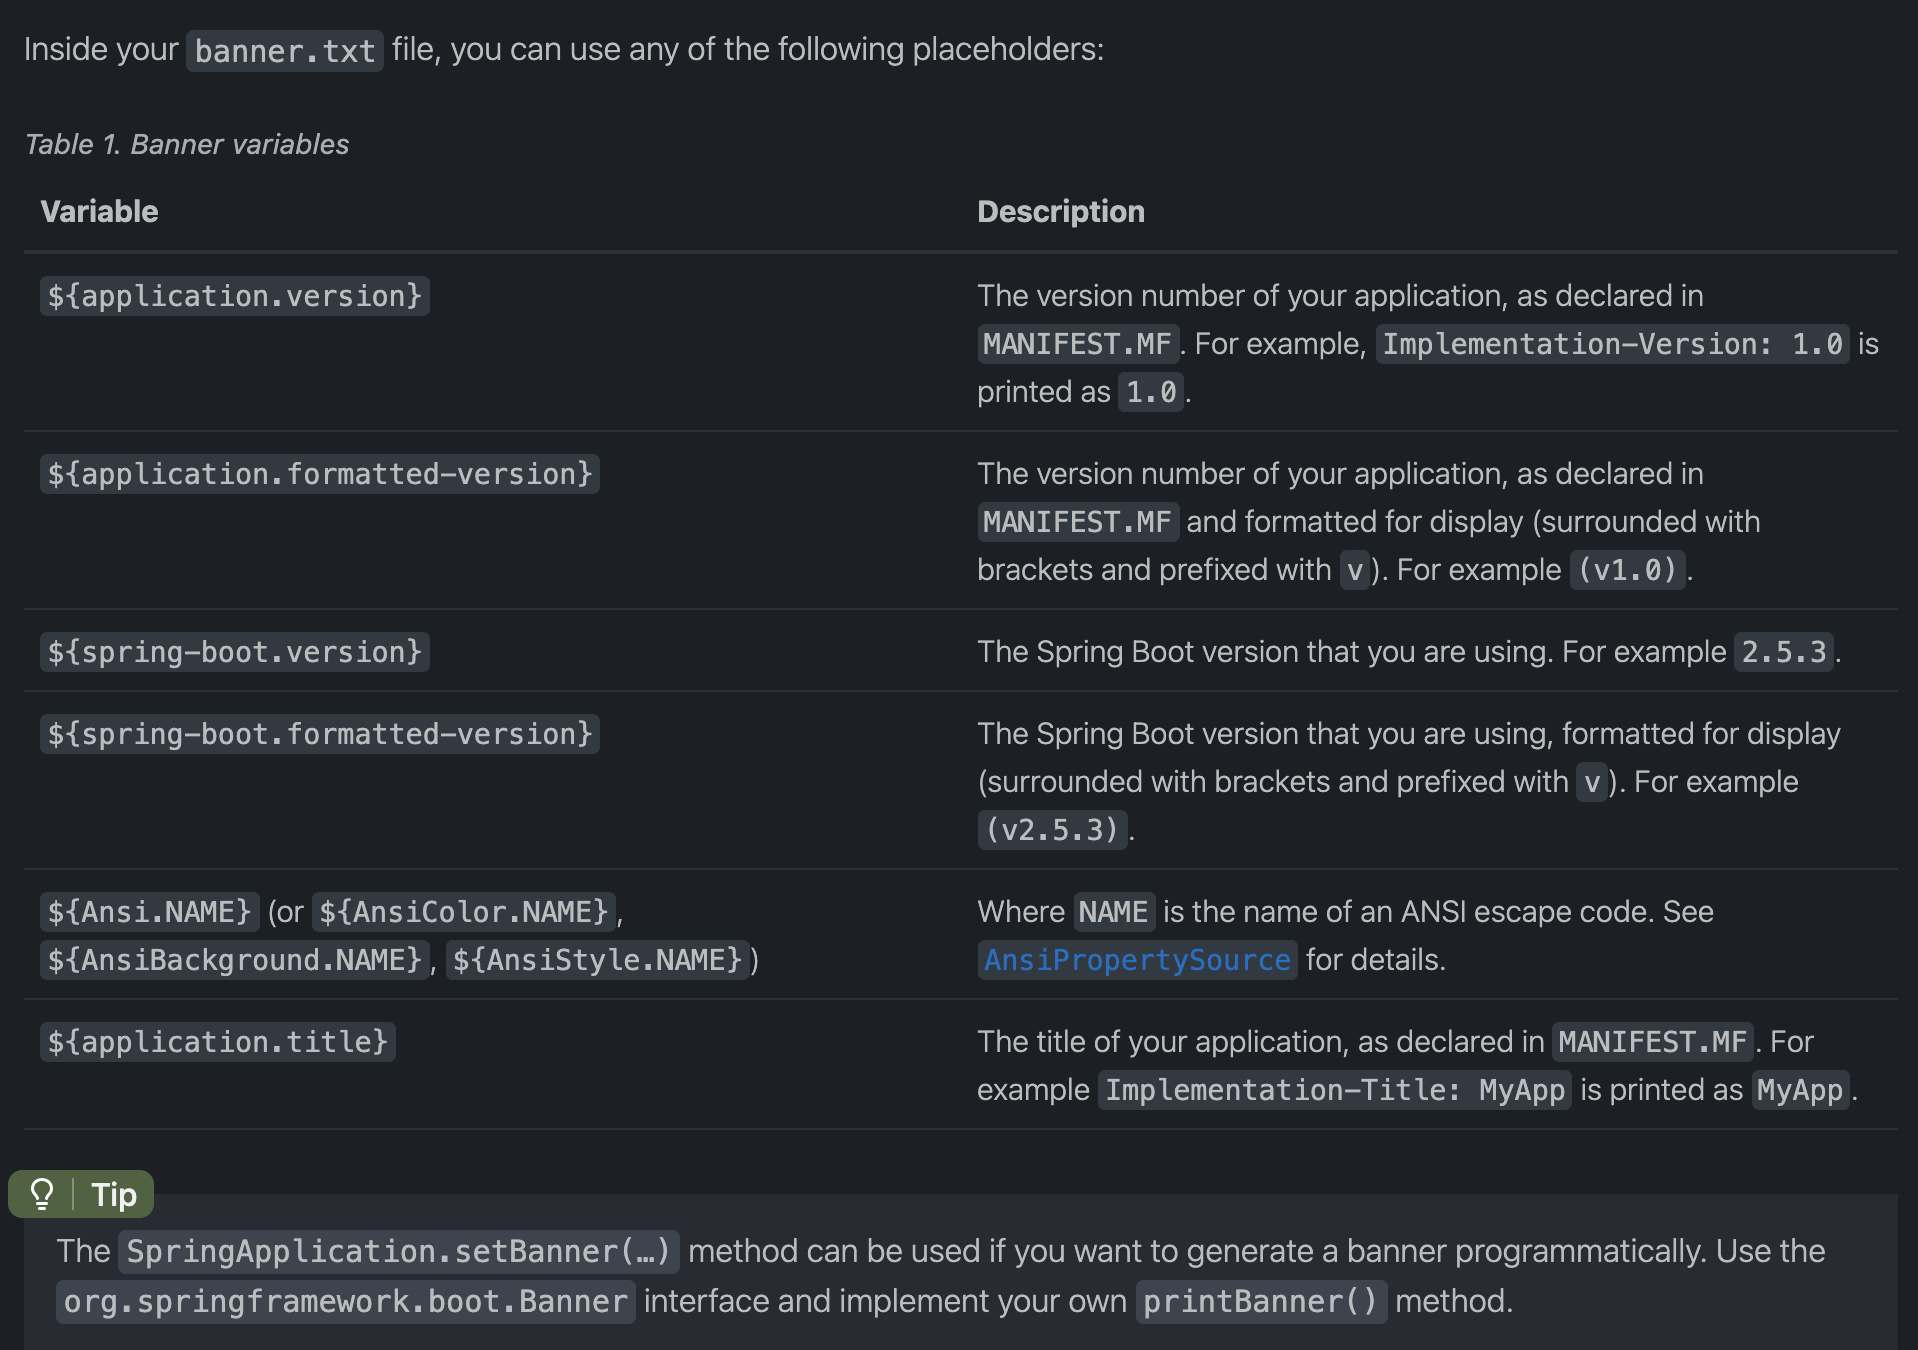 Inside your banner.txt file, you can use any of the following placeholders:
Table 1. Banner variables
Variable Description
${application.version} The version number of your application, as declared in
MANIFEST.MF. For example, Implementation-Version: 1.0 is
printed as 1.0.
${application.formatted-version} The version number of your application, as declared in
MANIFEST.MF and formatted for display (surrounded with
brackets and prefixed with v). For example (v1.0).
${spring-boot.version} The Spring Boot version that you are using. For example 2.5.3.
${spring-boot.formatted-version} The Spring Boot version that you are using, formatted for display
(surrounded with brackets and prefixed with v). For example
(v2.5.3).
${Ansi.NAME} (or ${AnsiColor.NAME}, Where NAME is the name of an ANSI escape code. See
${AnsiBackground.NAME}, ${AnsiStyle.NAME}) AnsiPropertySource for details.
${application.title} The title of your application, as declared in MANIFEST.MF. For
example Implementation-Title: MyApp is printed as MyApp.
Tip
The SpringApplication.setBanner(…) method can be used if you want to generate a banner programmatically. Use the
org.springframework.boot.Banner interface and implement your own printBanner() method.